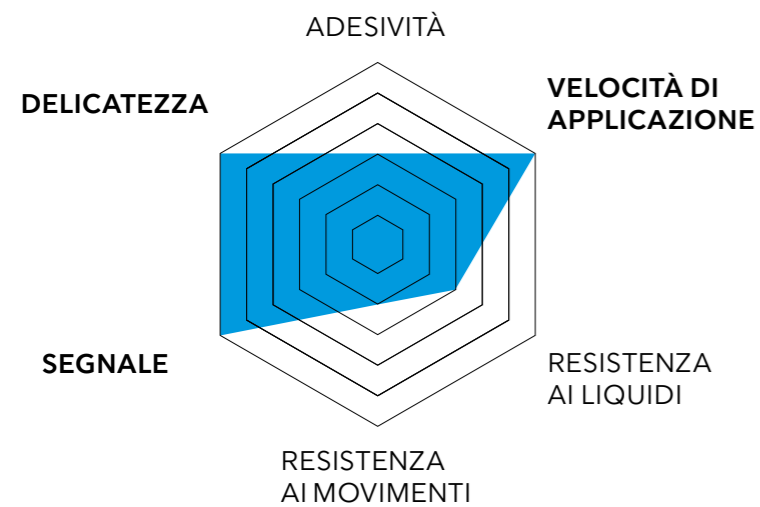 ADESIVITÀ
DELICATEZZA
VELOCITÀ DI
APPLICAZIONE
SEGNALE
RESISTENZA
AI LIQUIDI
RESISTENZA
AI MOVIMENTI